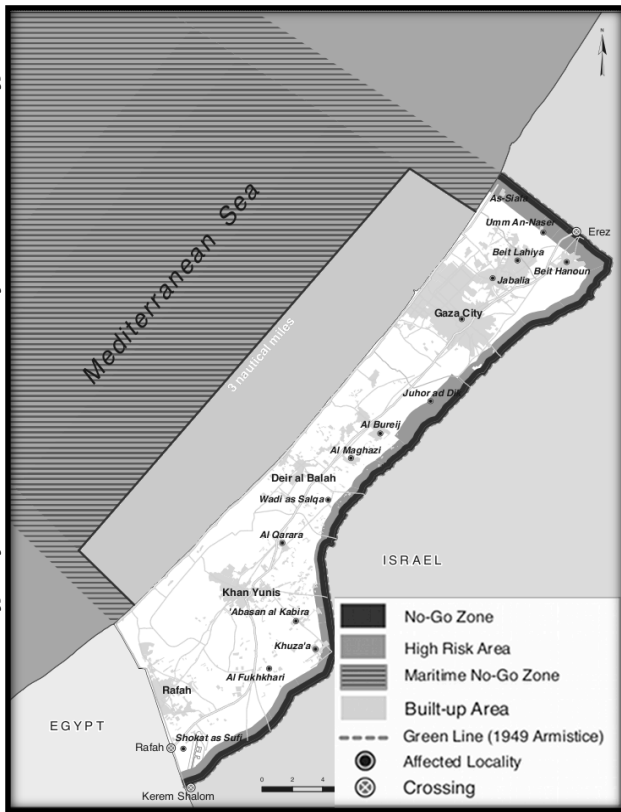 N
Mediterranean Sea
3 nautical miles
As-Siafa
Umm An-Naser
Erez
Beit Lahiya
Beit Hanoun
Jabalia
Gaza City
Juhor ad Dik
Al Bureij
Al Maghazi
Deir al Balah
Wadi as Salqa
Al Qarara
ISRAEL
Khan Yunis
'Abasan al Kabira
Khuza'a
Al Fukhkhari
Rafah
EGYPT
Shokat as Sufi
Rafah
Kerem Shalom
0 2 4
No-Go Zone
High Risk Area
Maritime No-Go Zone
Built-up Area
Green Line (1949 Armistice)
Affected Locality
Crossing